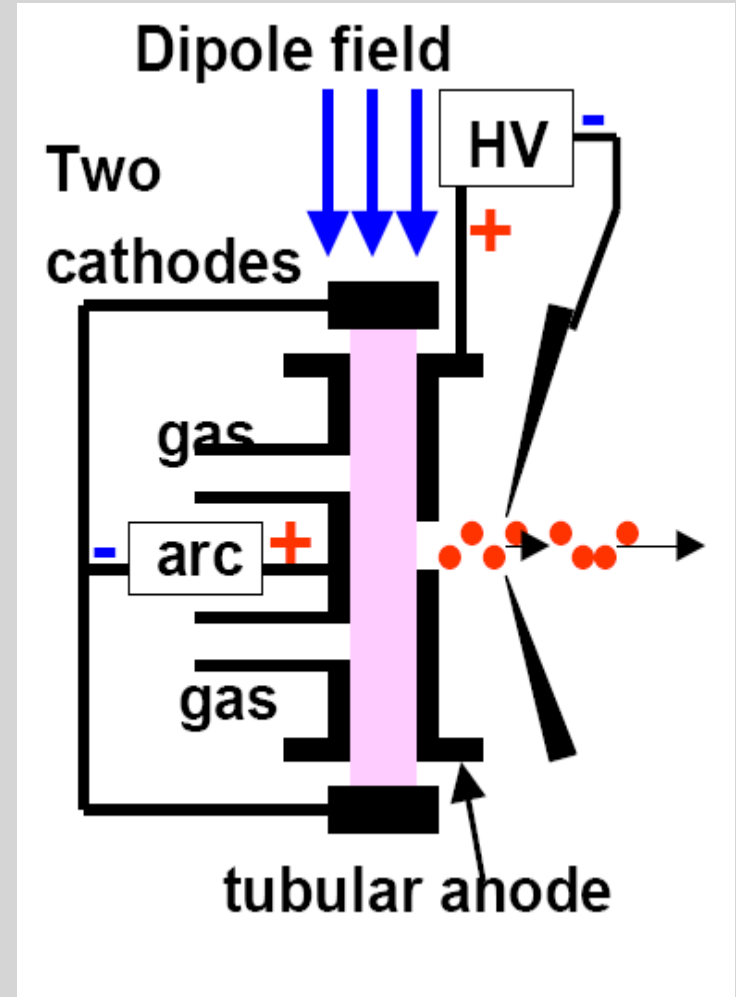 Dipole field
HV
-
Two
+
cathodes
gas
-
arc
+
gas
tubular anode